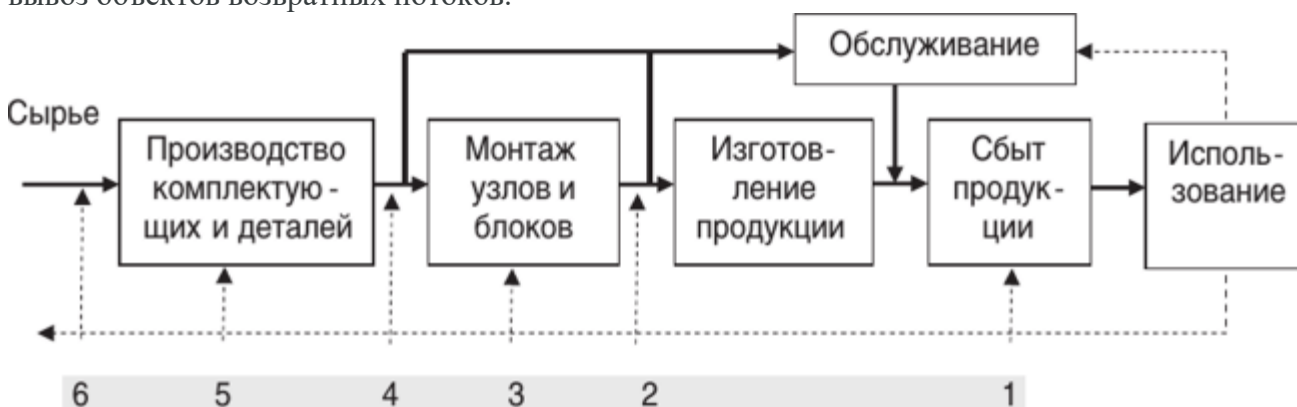 вывоз объектов возвратных потоков.
Обслуживание
Сырье
Производство
комплектую -
щих и деталей
Монтаж
узлов и
блоков
Изготов-
ление
продукции
Сбыт
продук-
ции
Исполь-
зование
6 5 4 3 2 1